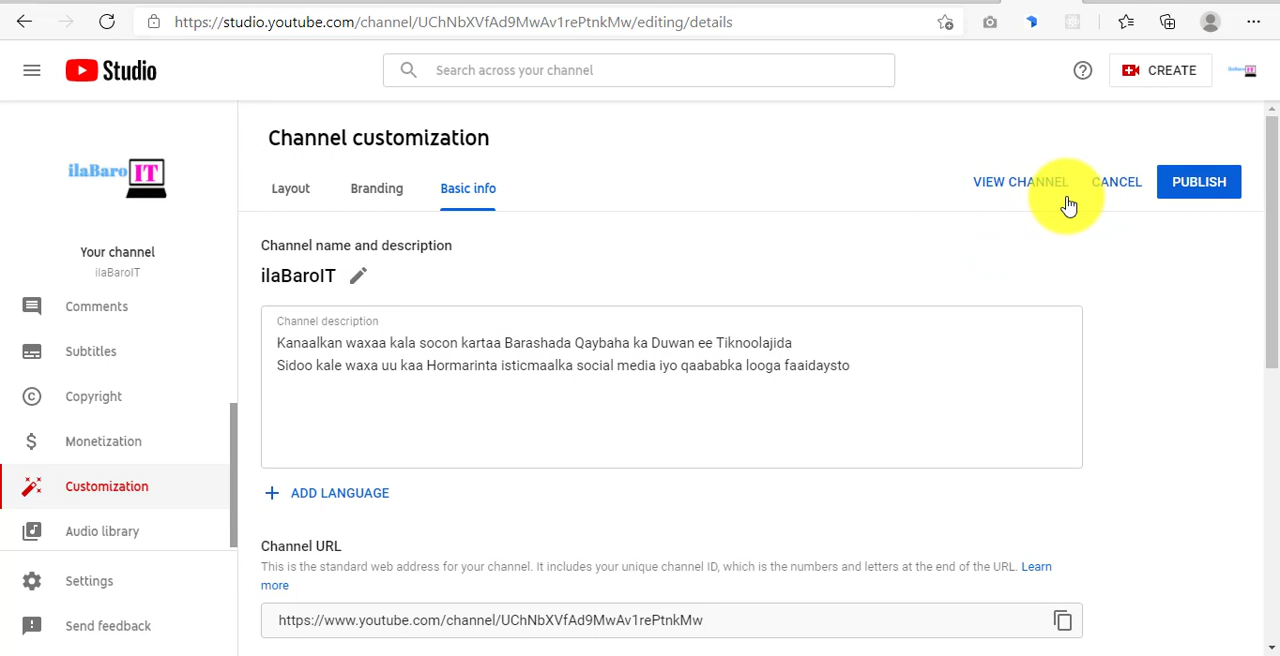 https://studio.youtube.com/channel/UChNbXVfAd9MwAv1rePtnkMw/editing/details
Studio
Search across your channel
CREATE
ilaBaro IT
Your channel
ilaBaroIT
Comments
Subtitles
Copyright
Monetization
Customization
Audio library
Settings
Send feedback
Channel customization
Layout
Branding
Basic info
VIEW CHANNEL
CANCEL
PUBLISH
Channel name and description
ilaBaroIT
Channel description
Kanaalkan waxaa kala socon kartaa Barashada Qaybaha ka Duwan ee Tiknoolajida
Sidoo kale waxa uu kaa Hormarinta isticmaalka social media iyo qaababka looga faaidaysto
ADD LANGUAGE
Channel URL
This is the standard web address for your channel. It includes your unique channel ID, which is the numbers and letters at the end of the URL. Learn
more
https://www.youtube.com/channel/UChNbXVfAd9MwAv1rePtnkMw